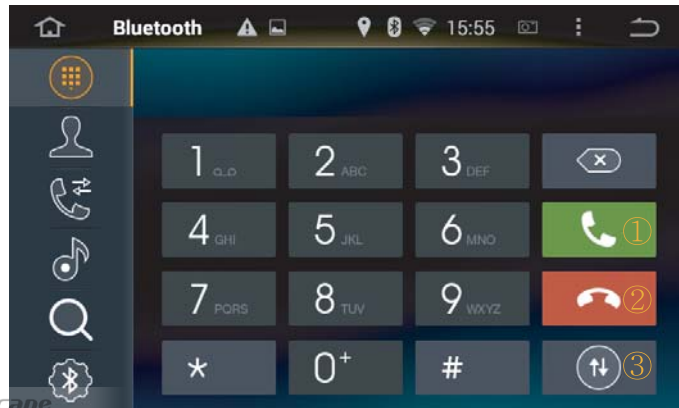 Bluetooth 15:55
1 2 ABC 3 DEF
4 GHI 5 JKL 6 MNO ①
7 PQRS 8 TUV 9 WXYZ ②
* 0+ # ③